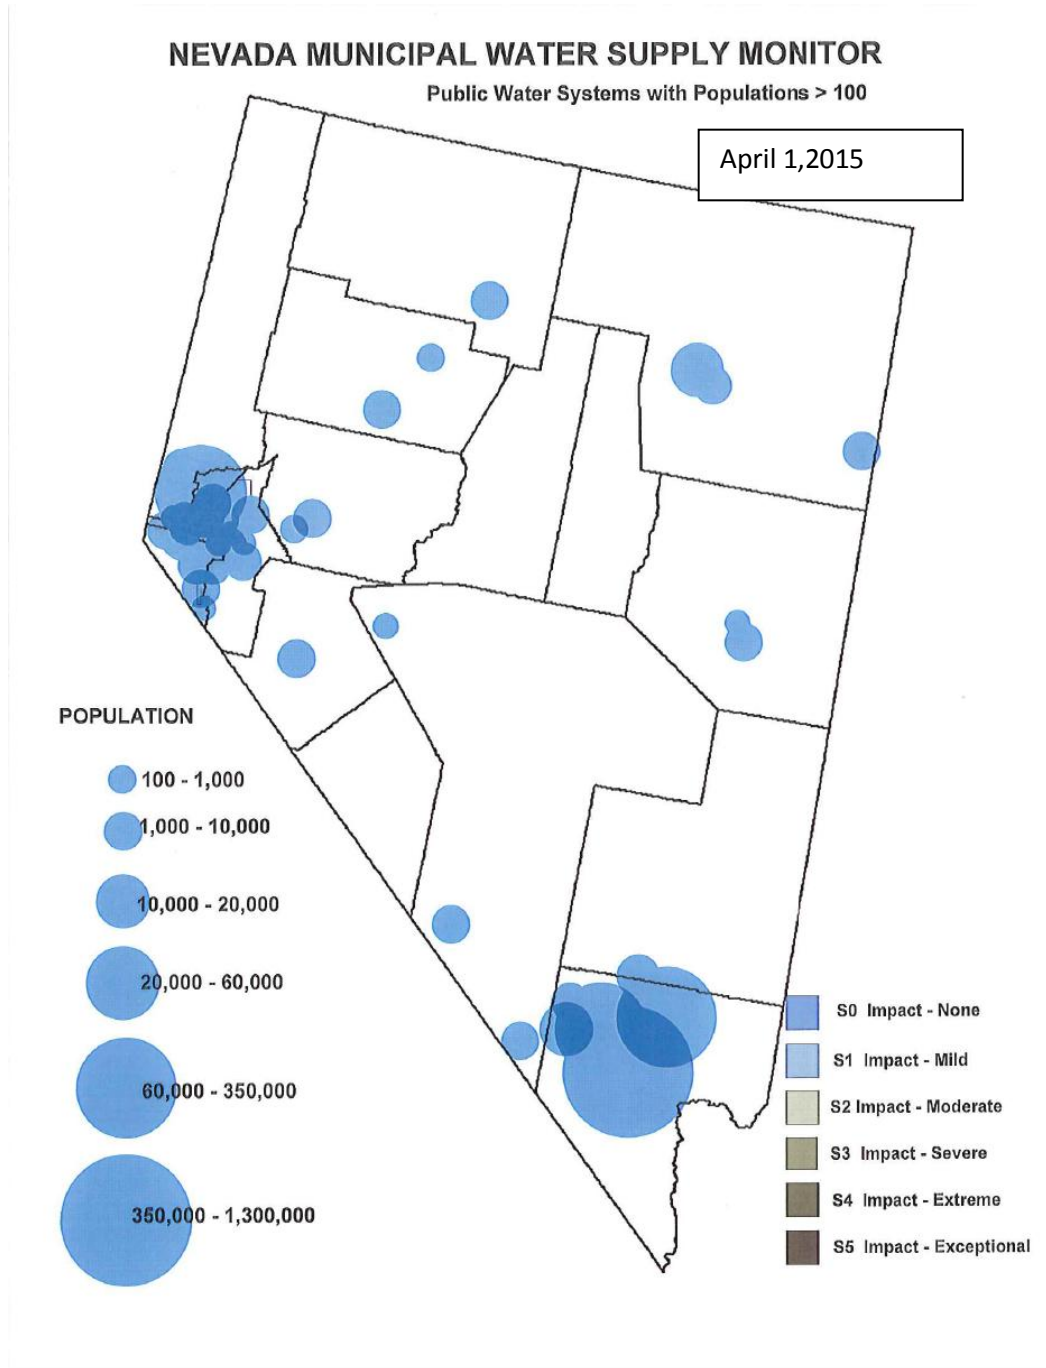 NEVADA MUNICIPAL WATER SUPPLY MONITOR
Public Water Systems with Populations > 100
April 1,2015
POPULATION
100 - 1,000
1,000 - 10,000
10,000 - 20,000
20,000 - 60,000
60,000 - 350,000
350,000 - 1,300,000
S0 Impact - None
S1 Impact - Mild
S2 Impact - Moderate
S3 Impact - Severe
S4 Impact - Extreme
S5 Impact - Exceptional